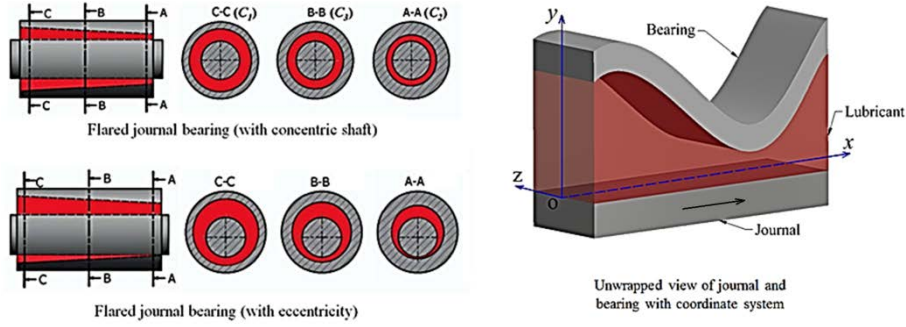 C
B
A
C-C (C₁)
B-B (C₃)
A-A (C₂)
C
B
A
Flared journal bearing (with concentric shaft)
C
B
A
C-C
B-B
A-A
C
B
A
Flared journal bearing (with eccentricity)
y
Bearing
Lubricant
x
z
o
Journal
Unwrapped view of journal and
bearing with coordinate system